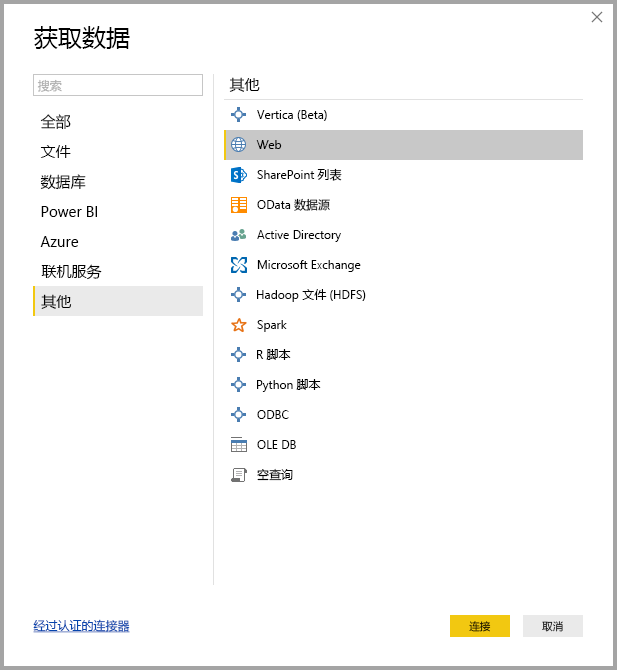 获取数据
搜索
全部
文件
数据库
Power BI
Azure
联机服务
其他
其他
Vertica (Beta)
Web
SharePoint 列表
OData 数据源
Active Directory
Microsoft Exchange
Hadoop 文件 (HDFS)
Spark
R 脚本
Python 脚本
ODBC
OLE DB
空查询
经过认证的连接器
连接
取消